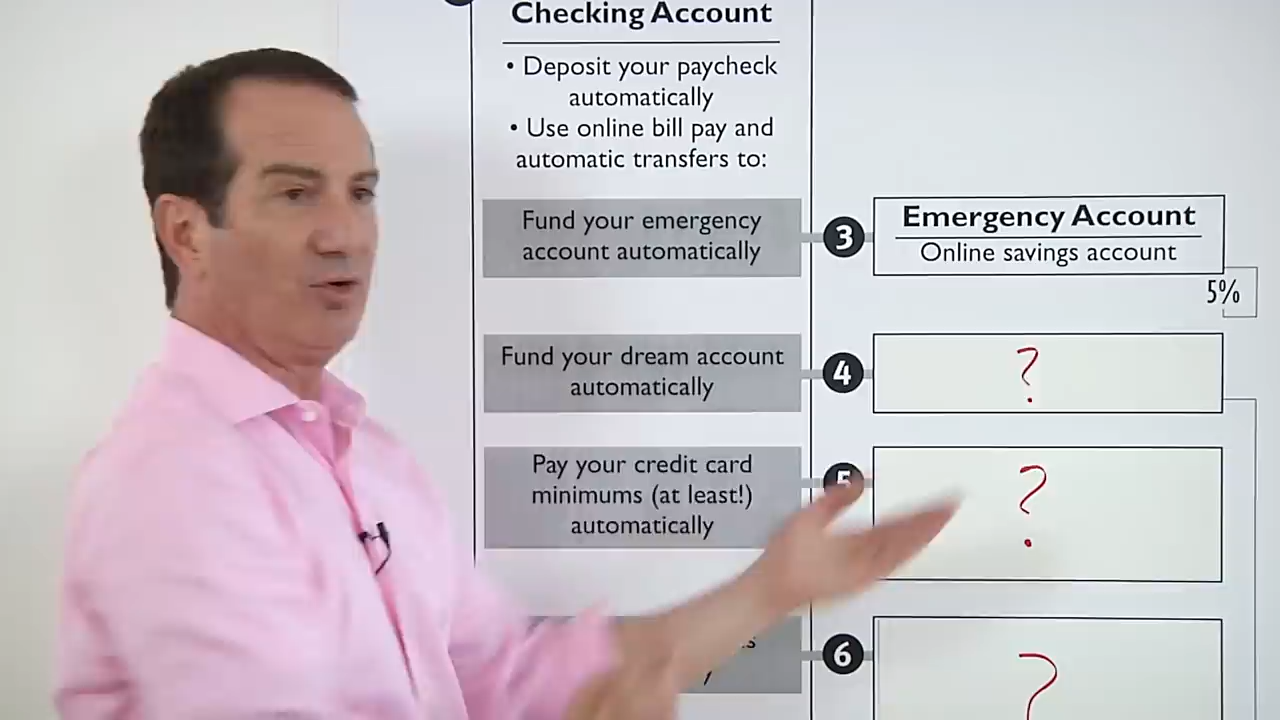 Checking Account
• Deposit your paycheck
automatically
• Use online bill pay and
automatic transfers to:
Fund your emergency
account automatically
3
Emergency Account
Online savings account
5%
Fund your dream account
automatically
4
?
Pay your credit card
minimums (at least!)
automatically
5
?
6
?